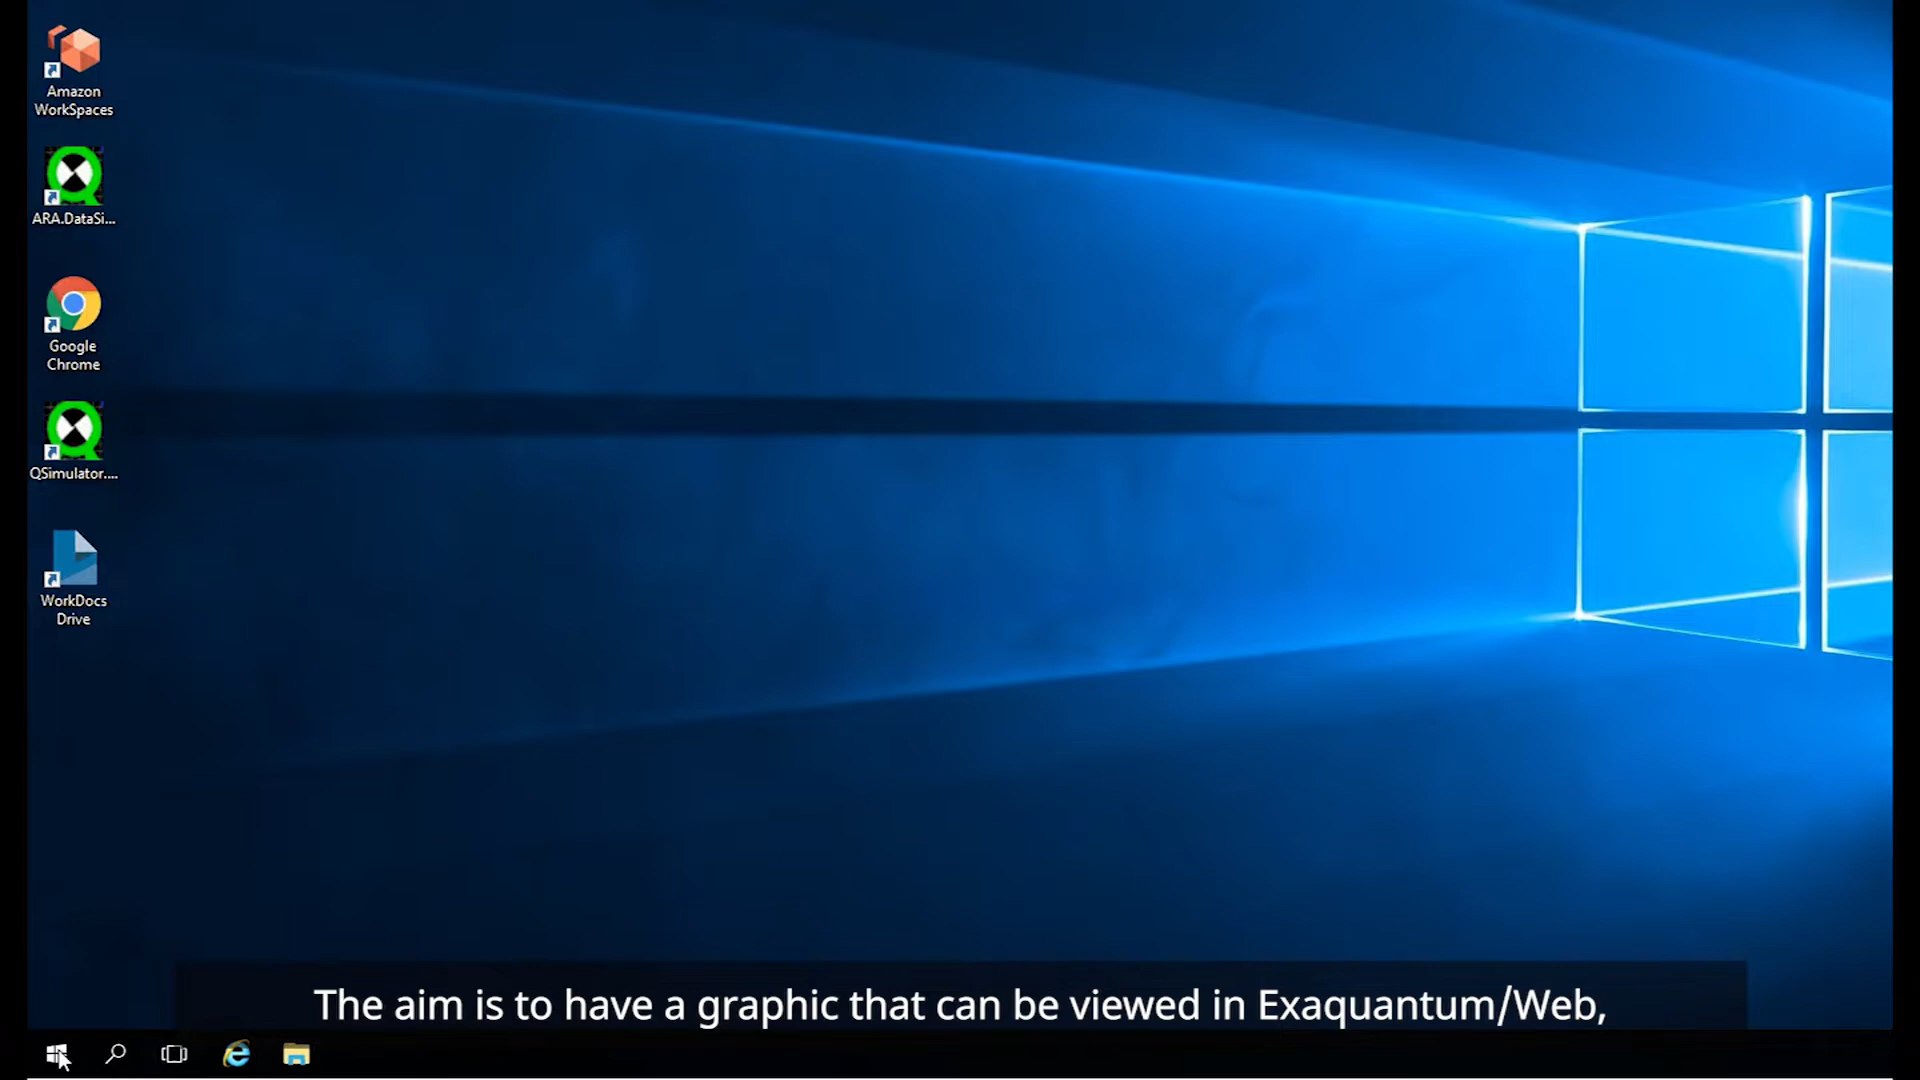 Amazon
WorkSpaces
ARA.DataSi...
Google
Chrome
QSimulator....
WorkDocs
Drive
The aim is to have a graphic that can be viewed in Exaquantum/Web,